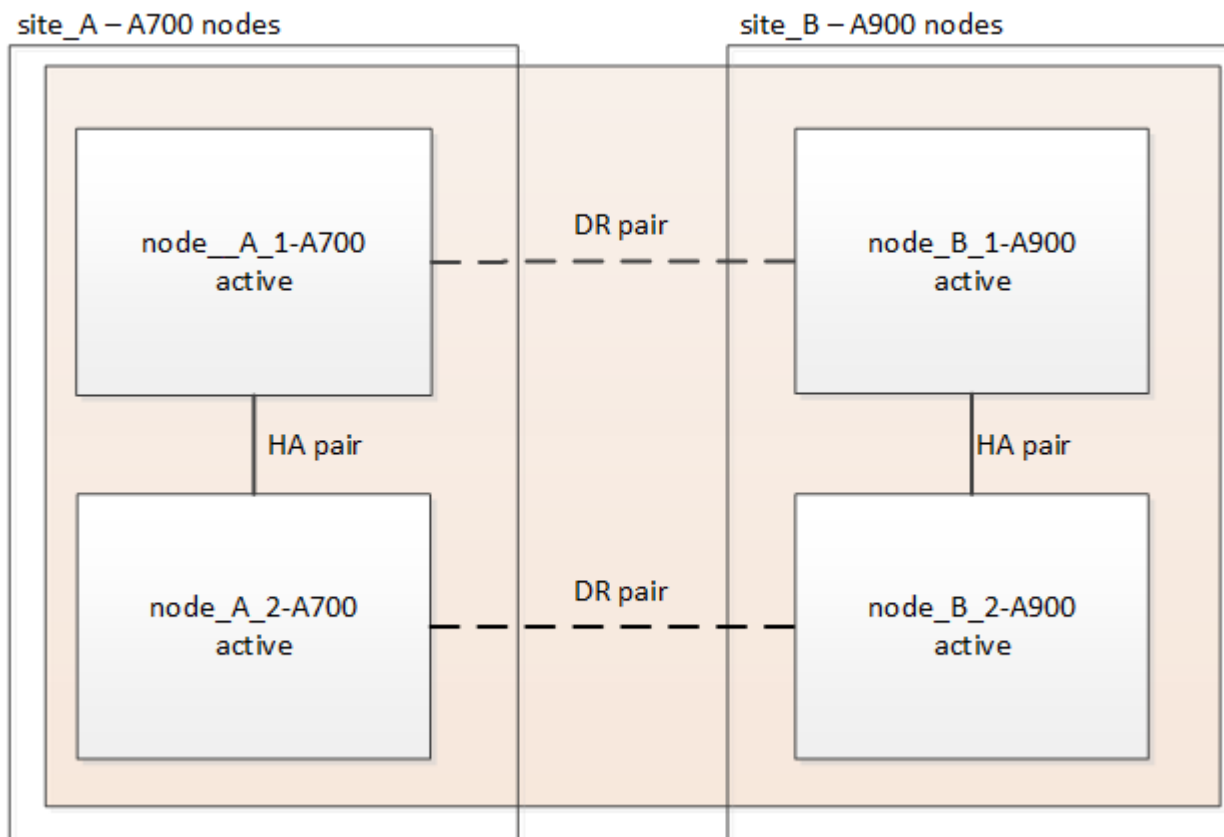 site_A – A700 nodes
site_B – A900 nodes
node__A_1-A700
active
DR pair
node_B_1-A900
active
HA pair
HA pair
node_A_2-A700
active
DR pair
node_B_2-A900
active